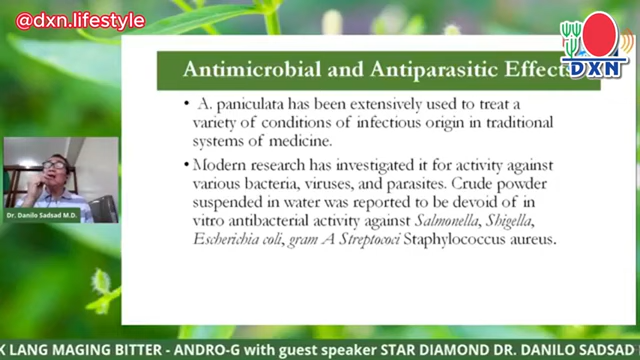 @dxn.lifestyle
DXN
Antimicrobial and Antiparasitic Effects
• A. paniculata has been extensively used to treat a
variety of conditions of infectious origin in traditional
systems of medicine.
• Modern research has investigated it for activity against
various bacteria, viruses, and parasites. Crude powder
suspended in water was reported to be devoid of in
vitro antibacterial activity against Salmonella, Shigella,
Escherichia coli, gram A Streptococi Staphylococcus aureus.
Dr. Danilo Sadsad M.D.
K LANG MAGING BITTER - ANDRO-G with guest speaker STAR DIAMOND DR. DANILO SADSAD